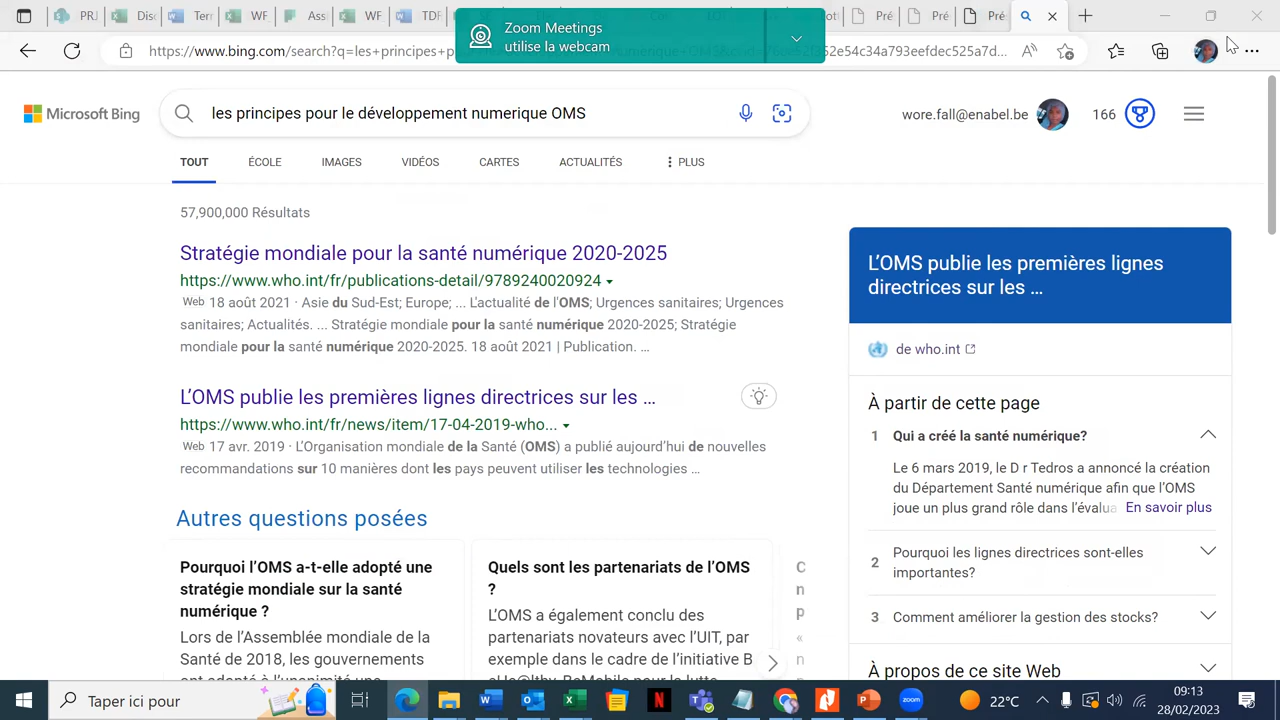 PR
W
Ass
TDF
Pré
Pré
Pré
Zoom Meetings
utilise la webcam
https://www.bing.com/search?q=les+principes+p
Microsoft Bing
les principes pour le développement numerique OMS
wore.fall@enabel.be
166
TOUT
ÉCOLE
IMAGES
VIDÉOS
CARTES
ACTUALITÉS
PLUS
57,900,000 Résultats
Stratégie mondiale pour la santé numérique 2020-2025
https://www.who.int/fr/publications-detail/9789240020924
Web 18 août 2021 · Asie du Sud-Est; Europe; ... L'actualité de l'OMS; Urgences sanitaires; Urgences
sanitaires; Actualités. ... Stratégie mondiale pour la santé numérique 2020-2025; Stratégie
mondiale pour la santé numérique 2020-2025. 18 août 2021 | Publication. ...
L'OMS publie les premières lignes directrices sur les ...
https://www.who.int/fr/news/item/17-04-2019-who...
Web 17 avr. 2019 · L'Organisation mondiale de la Santé (OMS) a publié aujourd'hui de nouvelles
recommandations sur 10 manières dont les pays peuvent utiliser les technologies ...
Autres questions posées
Pourquoi l'OMS a-t-elle adopté une
stratégie mondiale sur la santé
numérique ?
Lors de l'Assemblée mondiale de la
Santé de 2018, les gouvernements
Quels sont les partenariats de l'OMS
?
L'OMS a également conclu des
partenariats novateurs avec l'UIT, par
exemple dans le cadre de l'initiative B
L'OMS publie les premières lignes
directrices sur les ...
de who.int
À partir de cette page
1 Qui a créé la santé numérique?
Le 6 mars 2019, le D r Tedros a annoncé la création
du Département Santé numérique afin que l'OMS
joue un plus grand rôle dans l'évalua En savoir plus
2 Pourquoi les lignes directrices sont-elles
importantes?
3 Comment améliorer la gestion des stocks?
À propos de ce site Web
Taper ici pour
22°C
09:13
28/02/2023